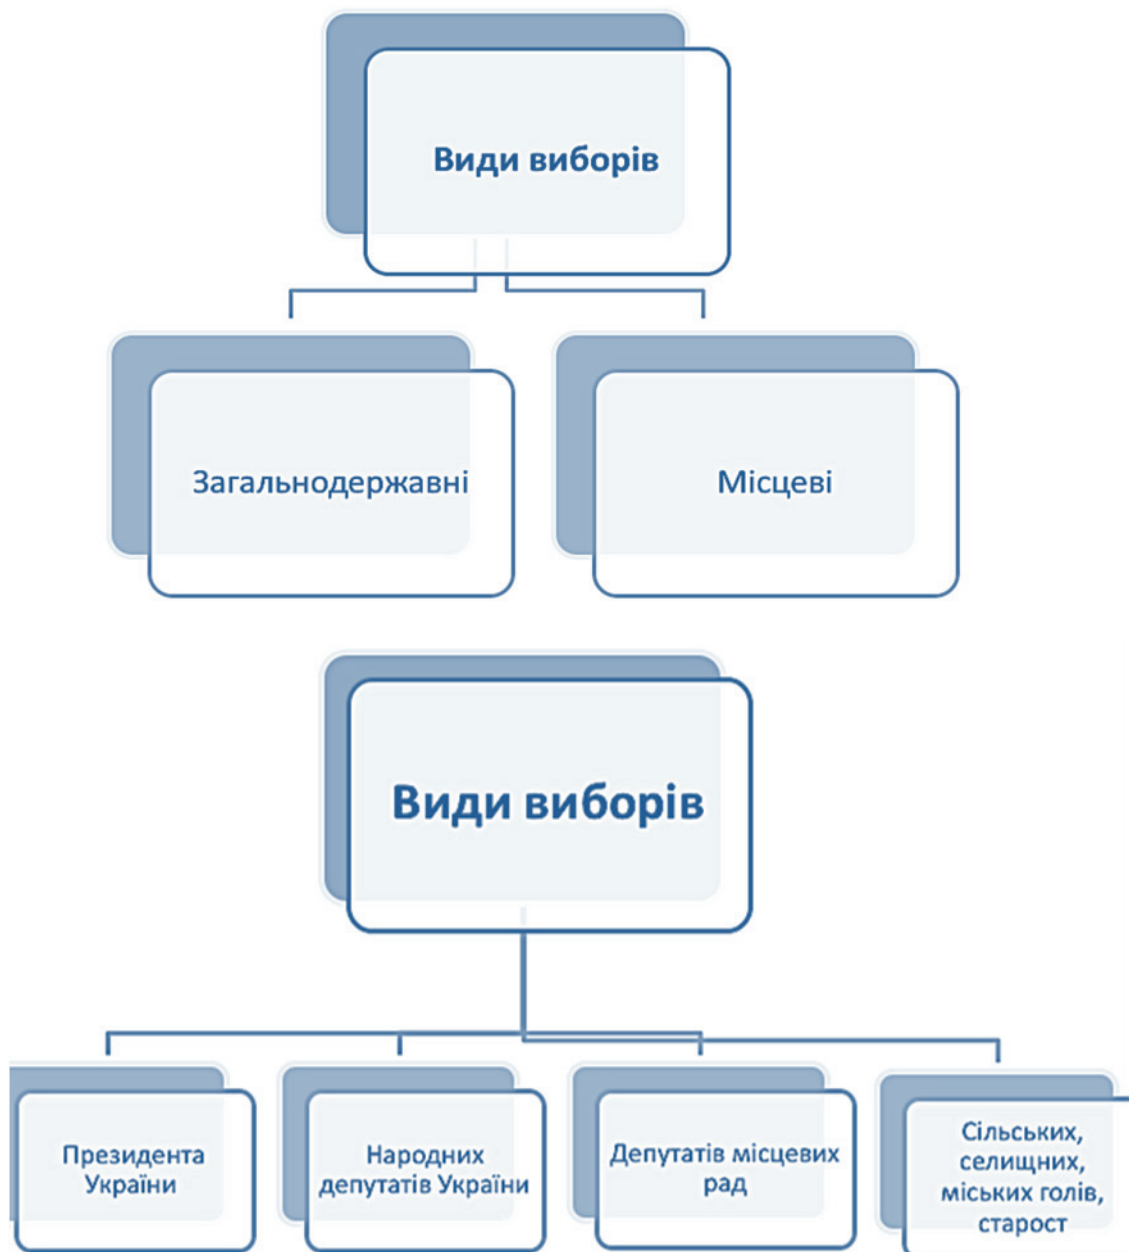 Види виборів
Загальнодержавні
Місцеві
Види виборів
Президента
України
Народних
депутатів України
Депутатів місцевих
рад
Сільських,
селищних,
міських голів,
старост